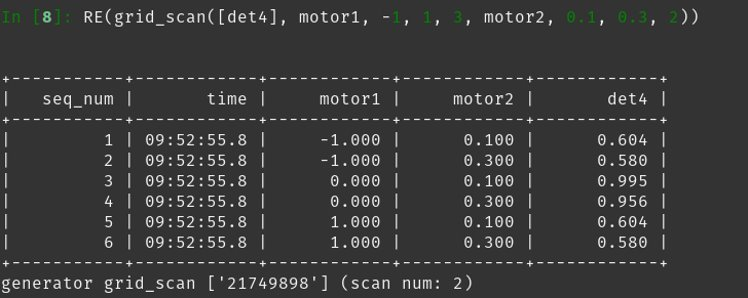 In [8]: RE(grid_scan([det4], motor1, -1, 1, 3, motor2, 0.1, 0.3, 2))
+-----------+------------+------------+------------+------------+
|   seq_num |       time |     motor1 |     motor2 |       det4 |
+-----------+------------+------------+------------+------------+
|         1 | 09:52:55.8 |     -1.000 |      0.100 |      0.604 |
|         2 | 09:52:55.8 |     -1.000 |      0.300 |      0.580 |
|         3 | 09:52:55.8 |      0.000 |      0.100 |      0.995 |
|         4 | 09:52:55.8 |      0.000 |      0.300 |      0.956 |
|         5 | 09:52:55.8 |      1.000 |      0.100 |      0.604 |
|         6 | 09:52:55.8 |      1.000 |      0.300 |      0.580 |
+-----------+------------+------------+------------+------------+
generator grid_scan ['21749898'] (scan num: 2)